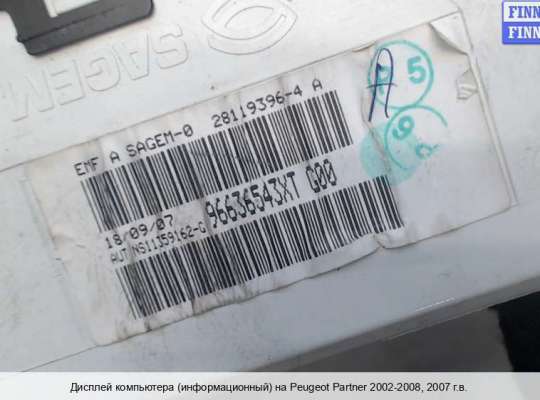 FINN
FINN
SAGEM
EMF A SAGEM-0 28119396-4 A
A 5
18/09/07 96636543XT G00
AUT NS11359162-G
Дисплей компьютера (информационный) на Peugeot Partner 2002-2008, 2007 г.в.